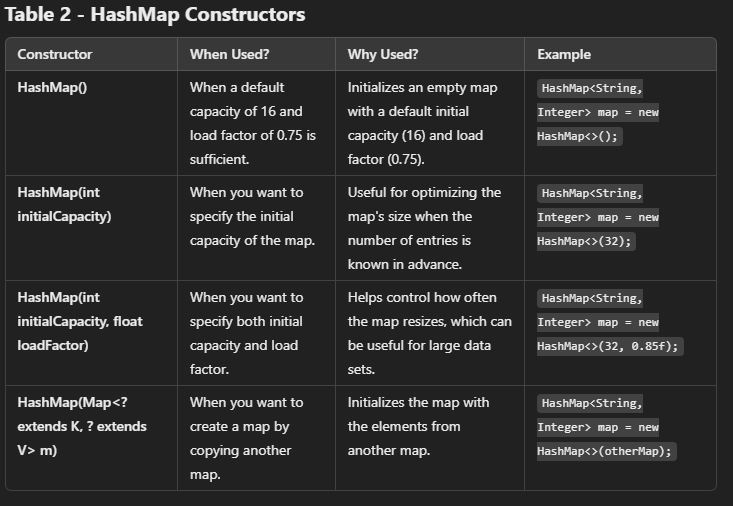 Table 2 - HashMap Constructors
Constructor
When Used?
Why Used?
Example
HashMap()
When a default
capacity of 16 and
load factor of 0.75 is
sufficient.
Initializes an empty map
with a default initial
capacity (16) and load
factor (0.75).
HashMap<String,
Integer> map = new
HashMap<>();
HashMap(int
initialCapacity)
When you want to
specify the initial
capacity of the map.
Useful for optimizing the
map's size when the
number of entries is
known in advance.
HashMap<String,
Integer> map = new
HashMap<>(32);
HashMap(int
initialCapacity, float
loadFactor)
When you want to
specify both initial
capacity and load
factor.
Helps control how often
the map resizes, which can
be useful for large data
sets.
HashMap<String,
Integer> map = new
HashMap<>(32, 0.85f);
HashMap(Map<?
extends K, ? extends
V> m)
When you want to
create a map by
copying another
map.
Initializes the map with
the elements from
another map.
HashMap<String,
Integer> map = new
HashMap<>(otherMap);